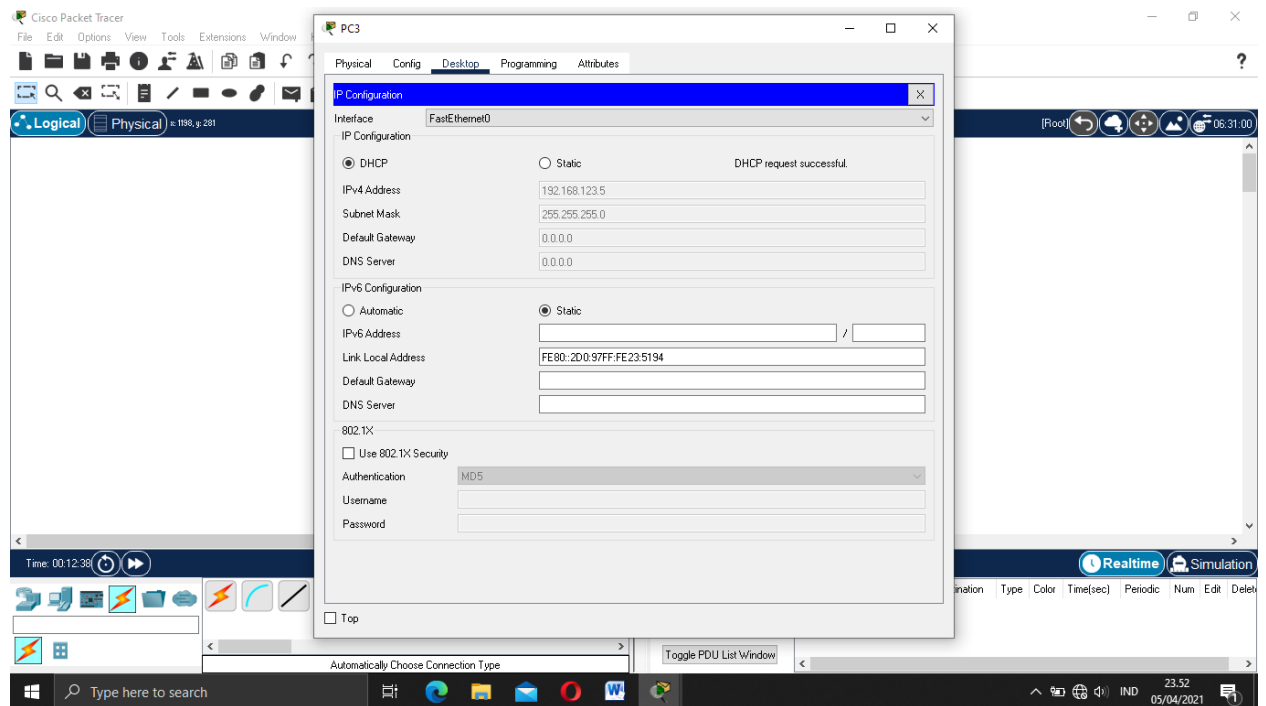 Cisco Packet Tracer
File Edit Options View Tools Extensions Window
PC3
?
Physical Config Desktop Programming Attributes
IP Configuration X
Logical Physical x: 1198, y: 281
[Root] 06:31:00
Interface FastEthernet0
IP Configuration
DHCP Static DHCP request successful.
IPv4 Address 192.168.123.5
Subnet Mask 255.255.255.0
Default Gateway 0.0.0.0
DNS Server 0.0.0.0
IPv6 Configuration
Automatic Static
IPv6 Address /
Link Local Address FE80::2D0:97FF:FE23:5194
Default Gateway
DNS Server
802.1X
Use 802.1X Security
Authentication MD5
Username
Password
Time: 00:12:38
Realtime Simulation
ination Type Color Time(sec) Periodic Num Edit Delete
Top
Toggle PDU List Window
Automatically Choose Connection Type
Type here to search
W
IND
23.52
05/04/2021
1